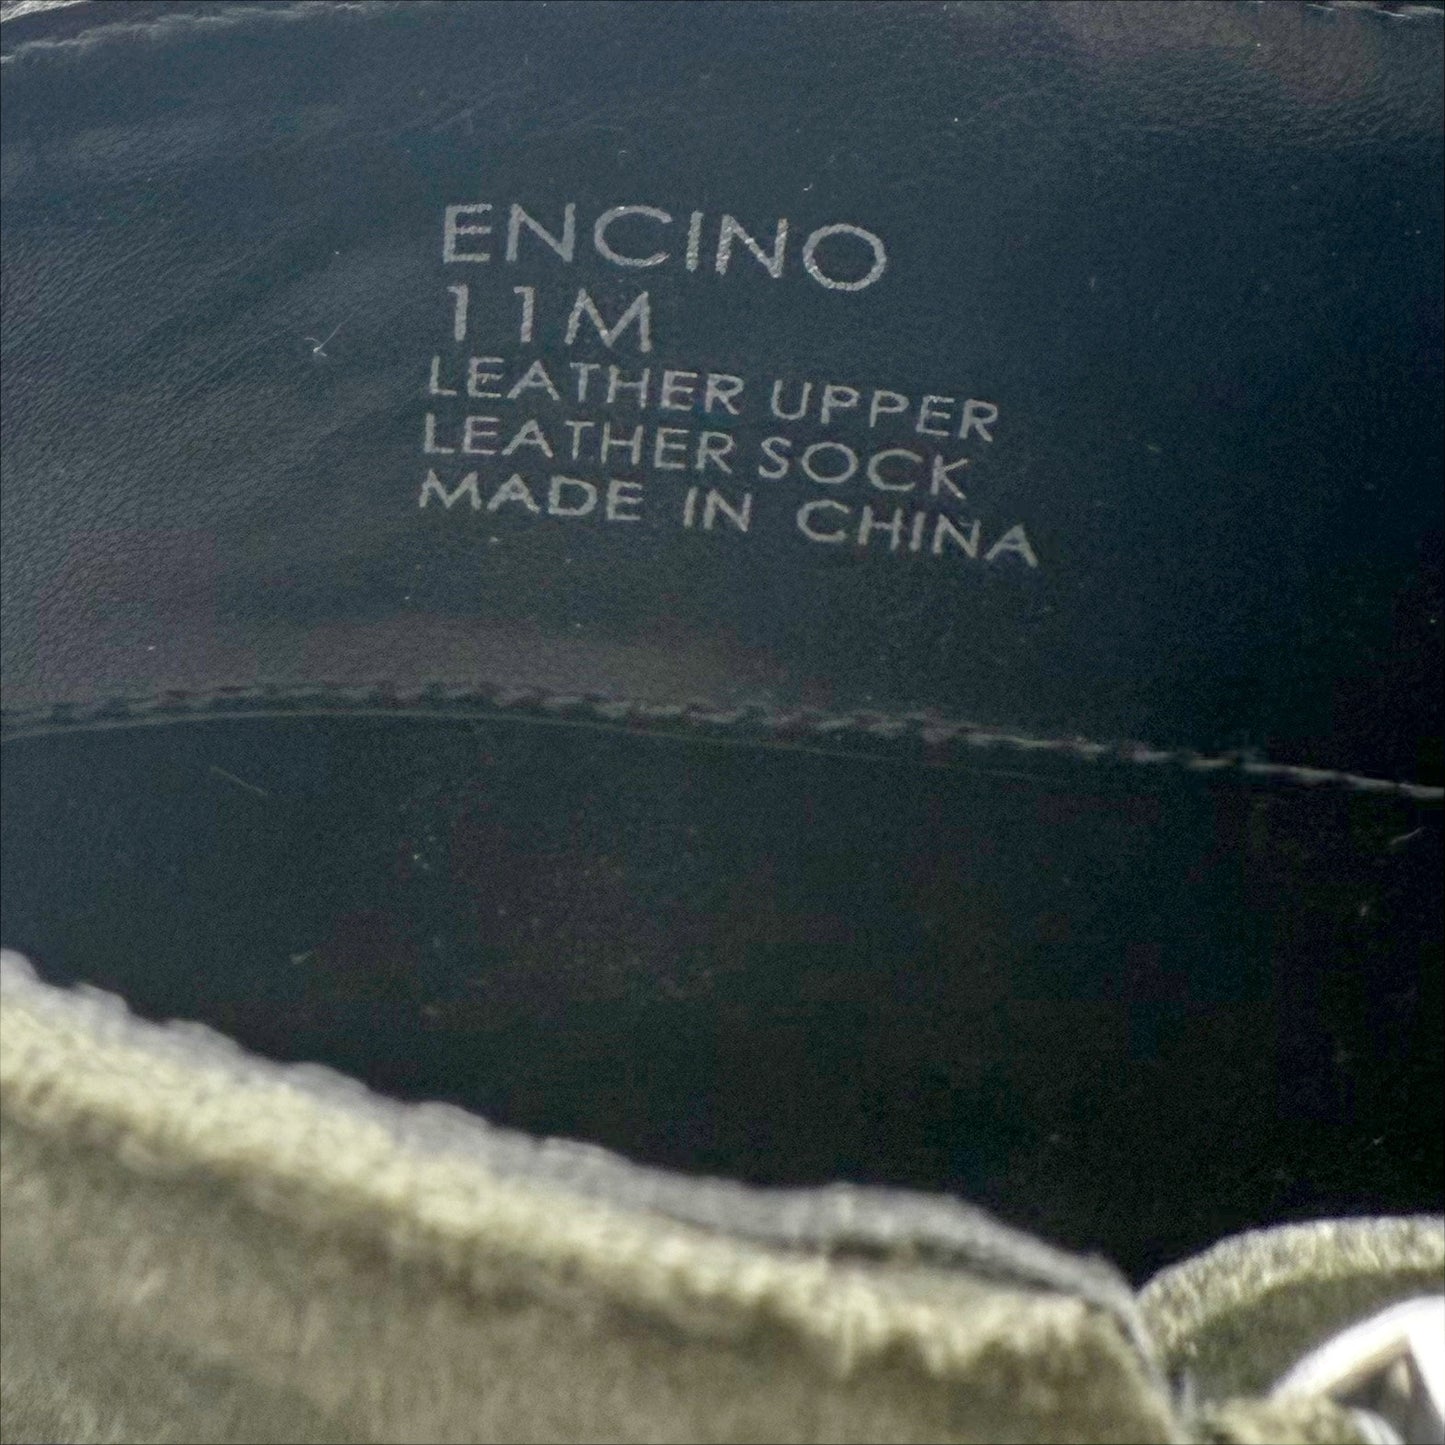 ENCINO
11M
LEATHER UPPER
LEATHER SOCK
MADE IN CHINA